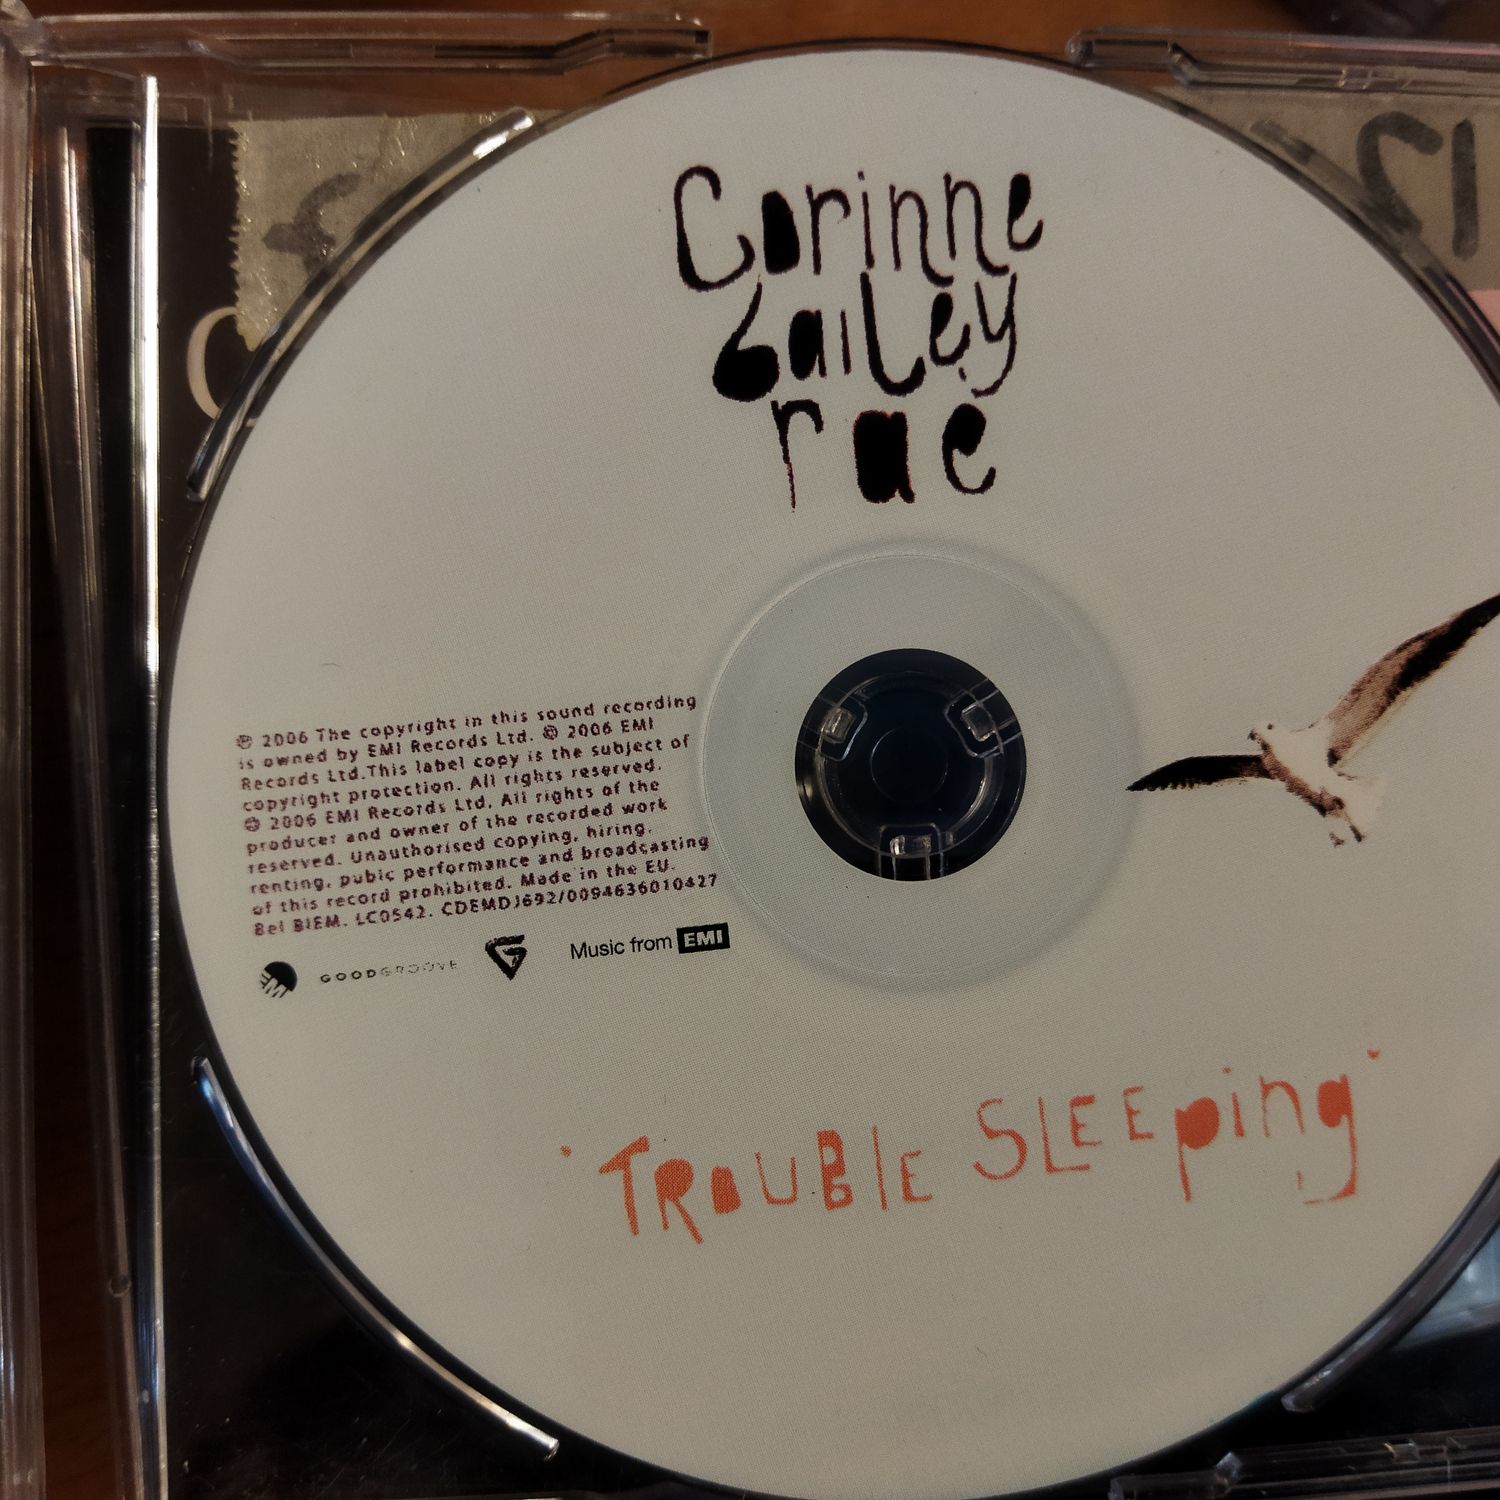 Corinne
bailey
rae
12
℗ 2006 The copyright in this sound recording
is owned by EMI Records Ltd. © 2006 EMI
Records Ltd.This label copy is the subject of
copyright protection. All rights reserved.
© 2006 EMI Records Ltd. All rights of the
producer and owner of the recorded work
reserved. Unauthorised copying, hiring,
renting, pubic performance and broadcasting
of this record prohibited. Made in the EU.
Bel BIEM. LC0542. CDEMDJ692/0094636010427
EMI GOODGROOVE G Music from EMI
'TROUBLE SLEEping'